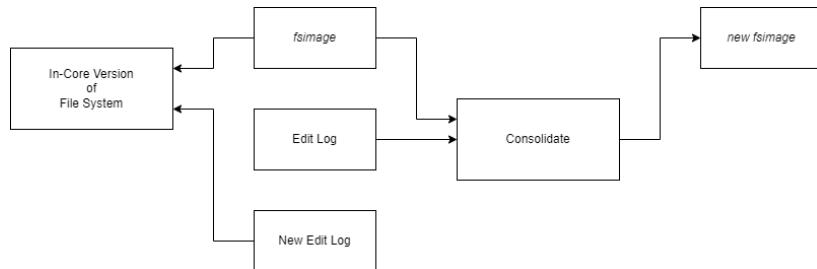 fsimage
new fsimage
In-Core Version
of
File System
Edit Log
Consolidate
New Edit Log